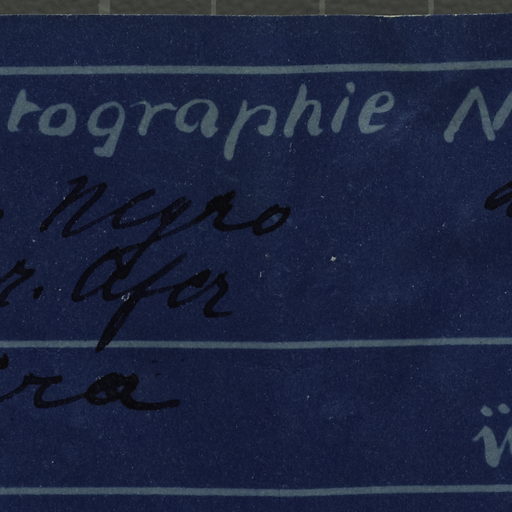 tographie N
Negro
r. Afer
ira